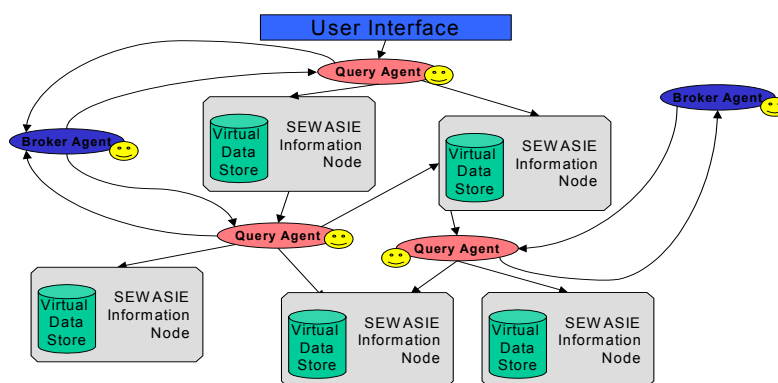 User Interface
Query Agent
Broker Agent
Broker Agent
Virtual
Data
Store
SEWASIE
Information
Node
Virtual
Data
Store
SEWASIE
Information
Node
Query Agent
Query Agent
Virtual
Data
Store
SEWASIE
Information
Node
Virtual
Data
Store
SEWASIE
Information
Node
Virtual
Data
Store
SEWASIE
Information
Node